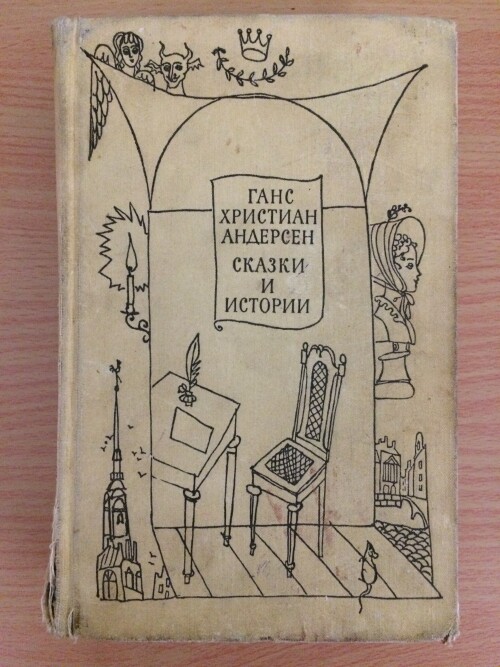 ГАНС
ХРИСТИАН
АНДЕРСЕН
СКАЗКИ
И
ИСТОРИИ